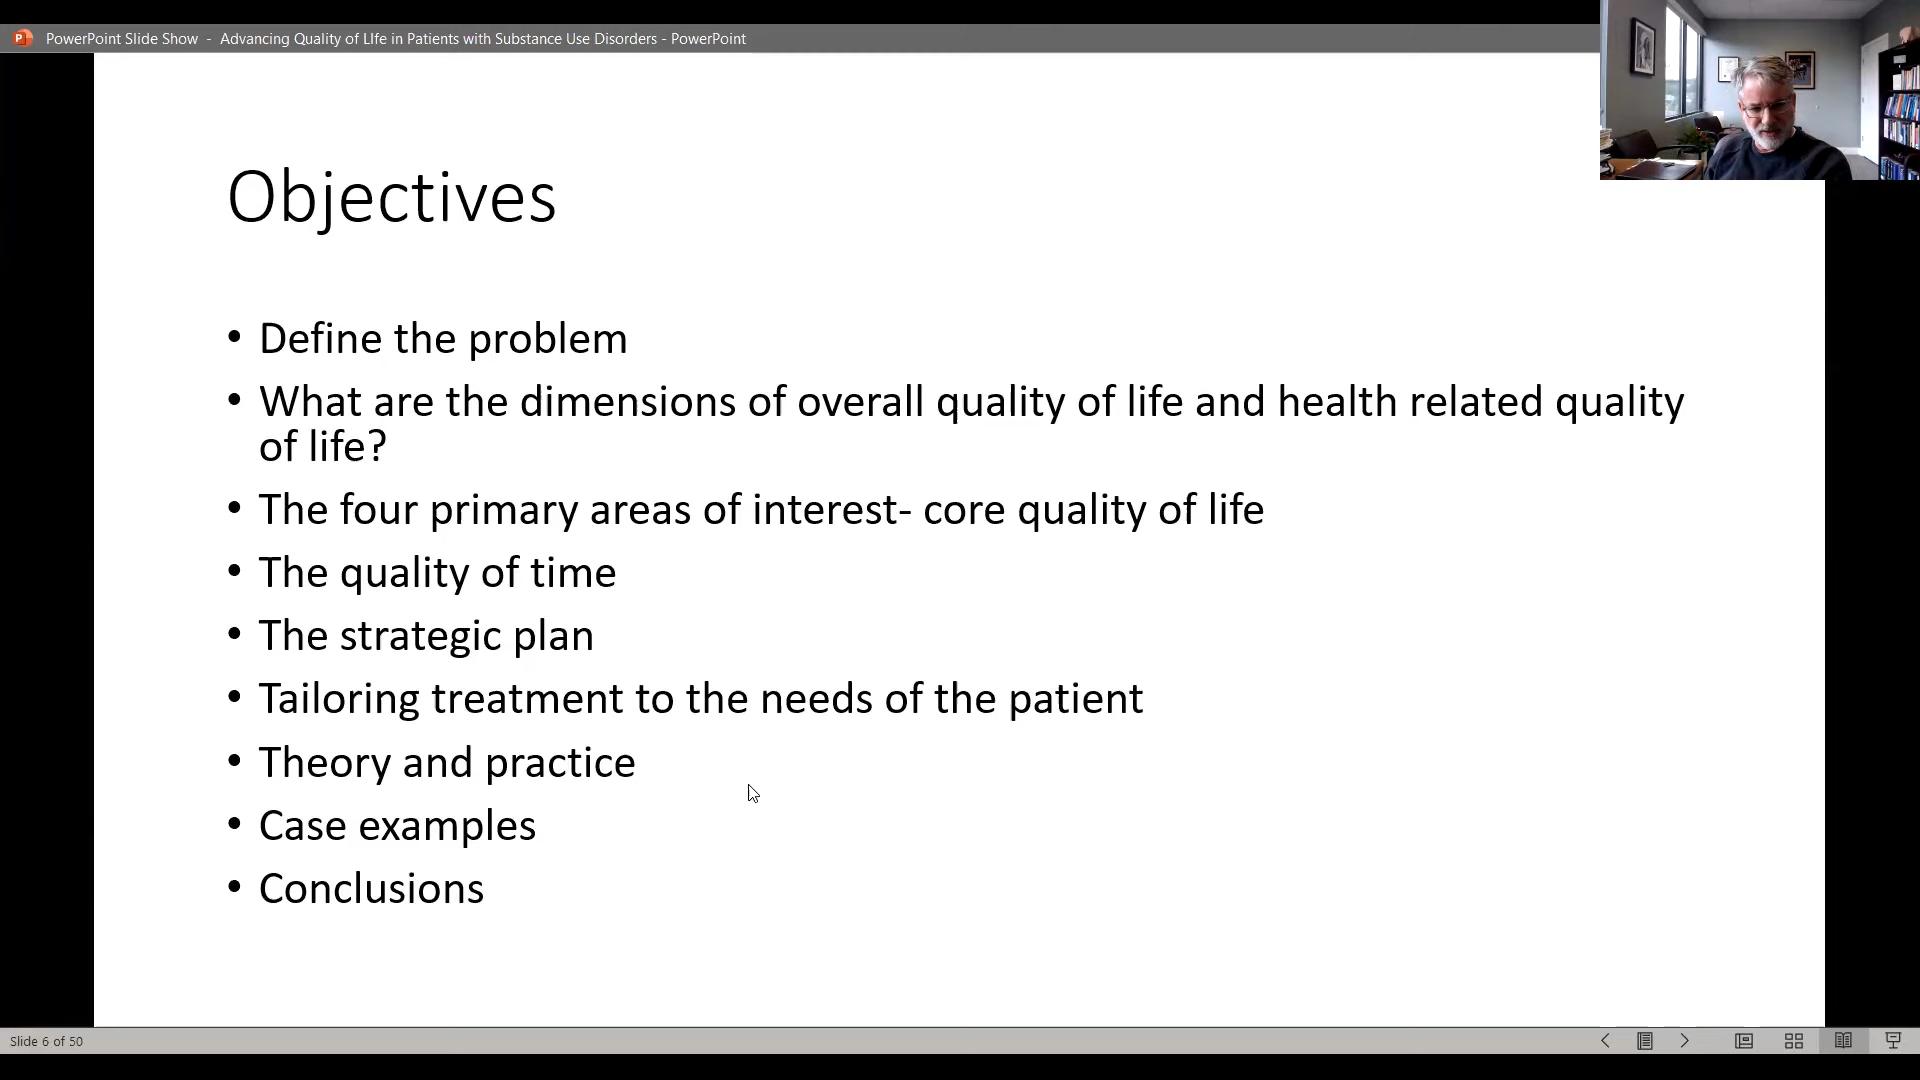 P PowerPoint Slide Show - Advancing Quality of LIfe in Patients with Substance Use Disorders - PowerPoint
Objectives
• Define the problem
• What are the dimensions of overall quality of life and health related quality
of life?
• The four primary areas of interest- core quality of life
• The quality of time
• The strategic plan
• Tailoring treatment to the needs of the patient
• Theory and practice
• Case examples
• Conclusions
Slide 6 of 50